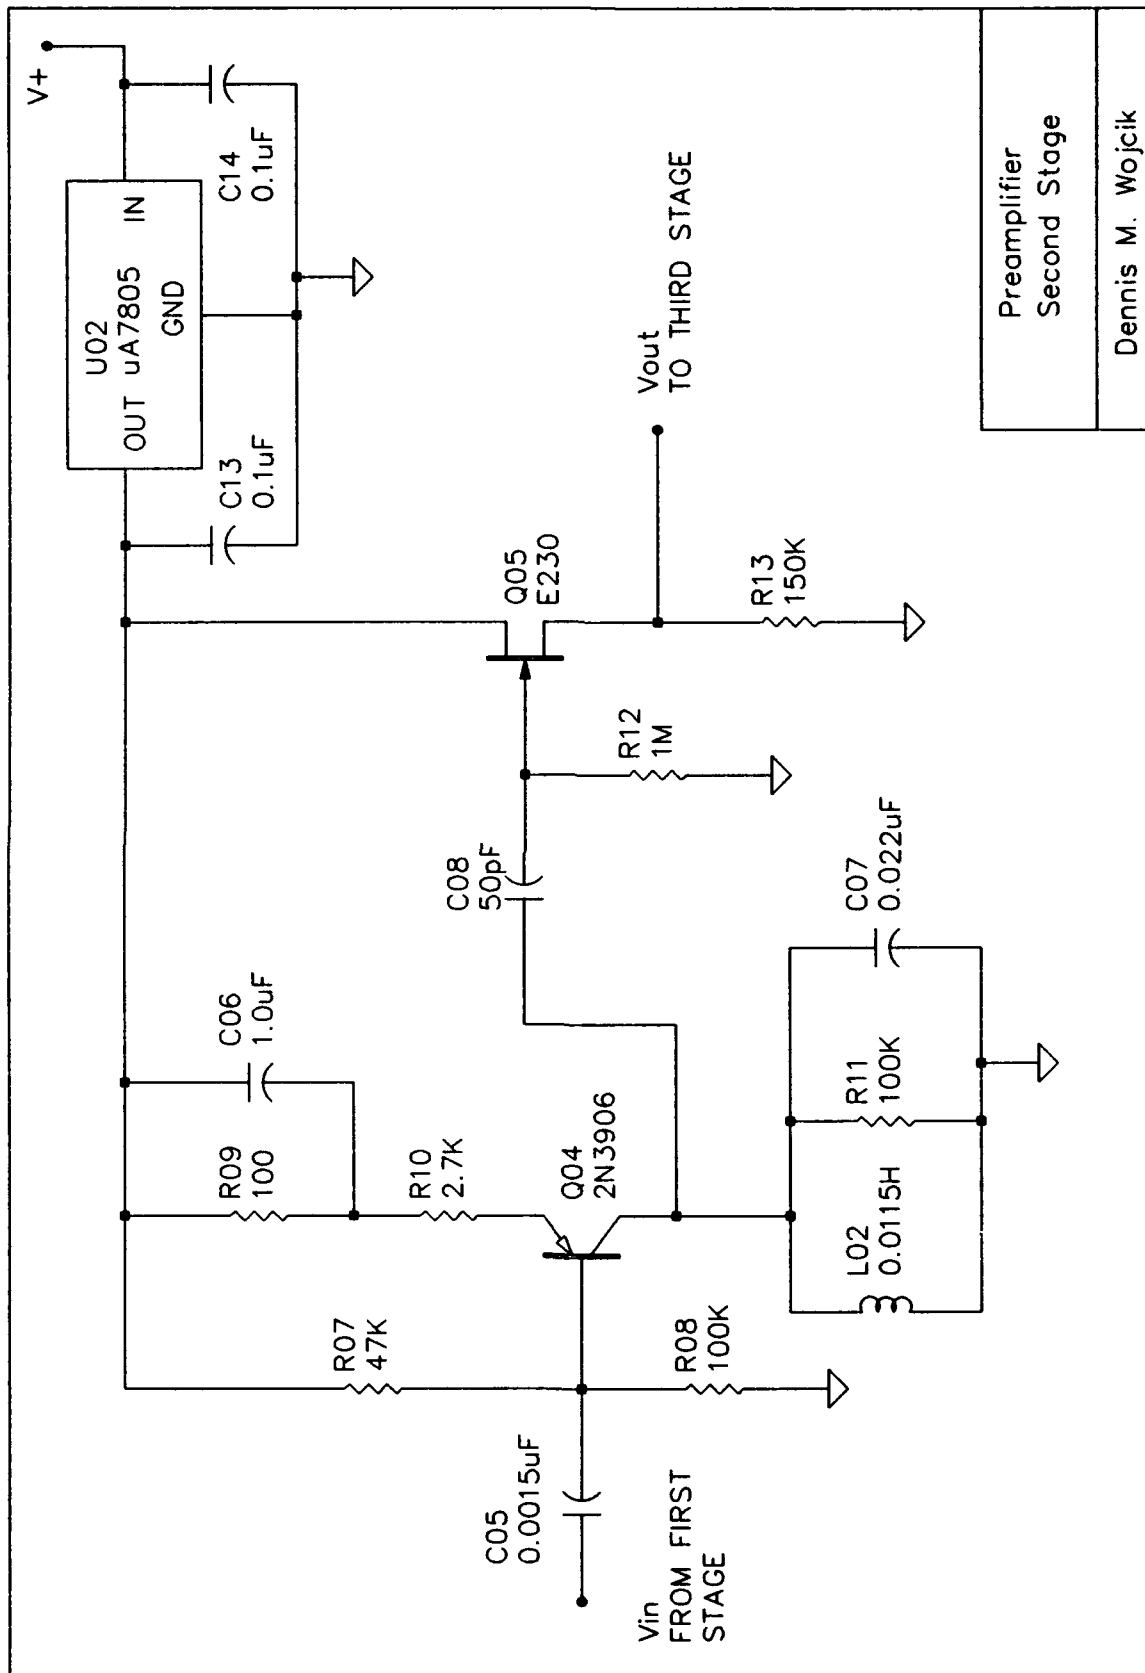 V+
U02
OUT uA7805 IN
GND
C14
0.1uF
C13
0.1uF
C06
1.0uF
R09
100
R10
2.7K
R07
47K
Q04
2N3906
C08
50pF
Q05
E230
R12
1M
Vout
TO THIRD STAGE
R13
150K
C05
0.0015uF
Vin
FROM FIRST
STAGE
R08
100K
L02
0.0115H
R11
100K
C07
0.022uF
Preamplifier
Second Stage
Dennis M. Wojcik